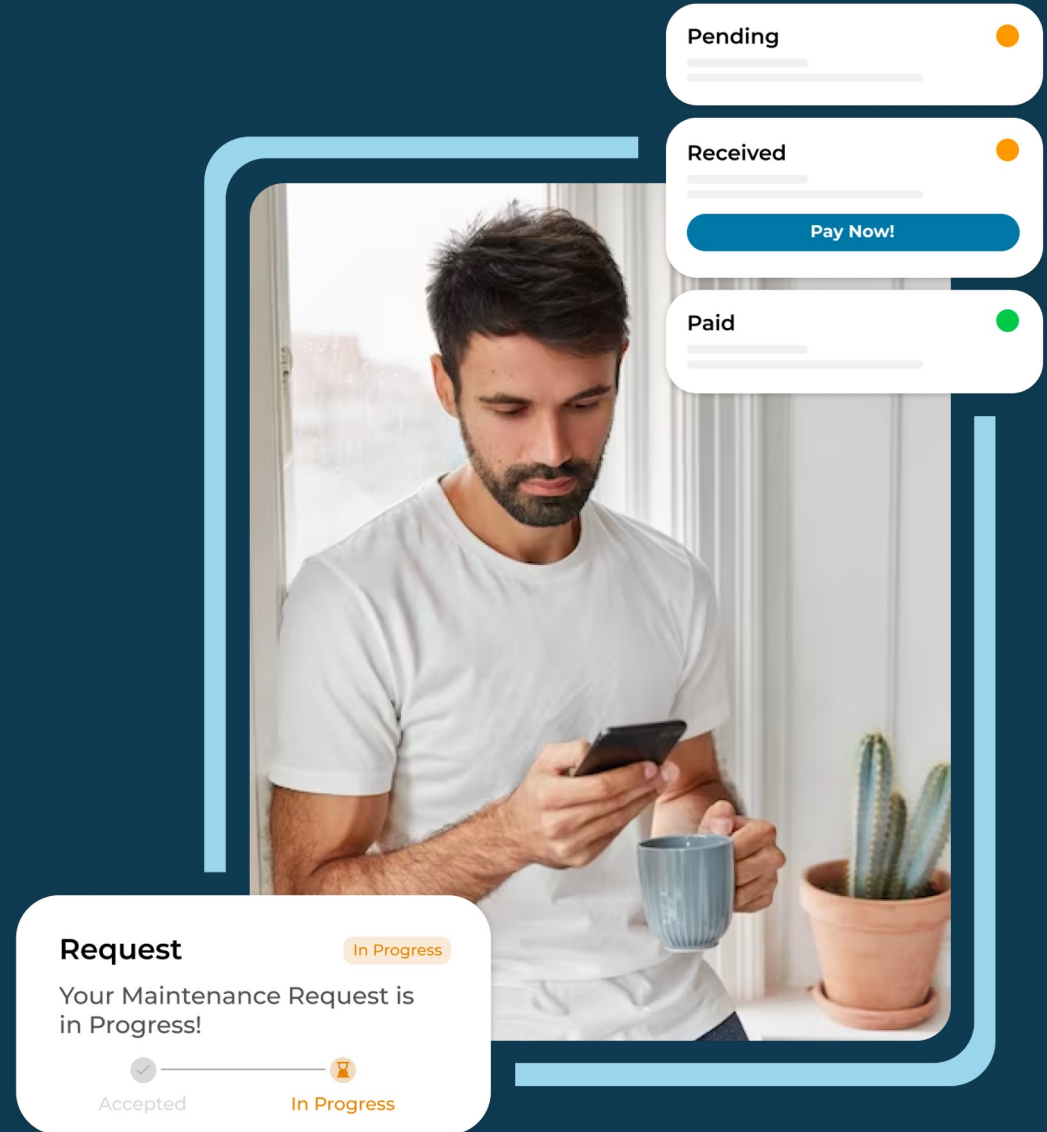 Pending
Received
Pay Now!
Paid
Request
In Progress
Your Maintenance Request is
in Progress!
Accepted
In Progress